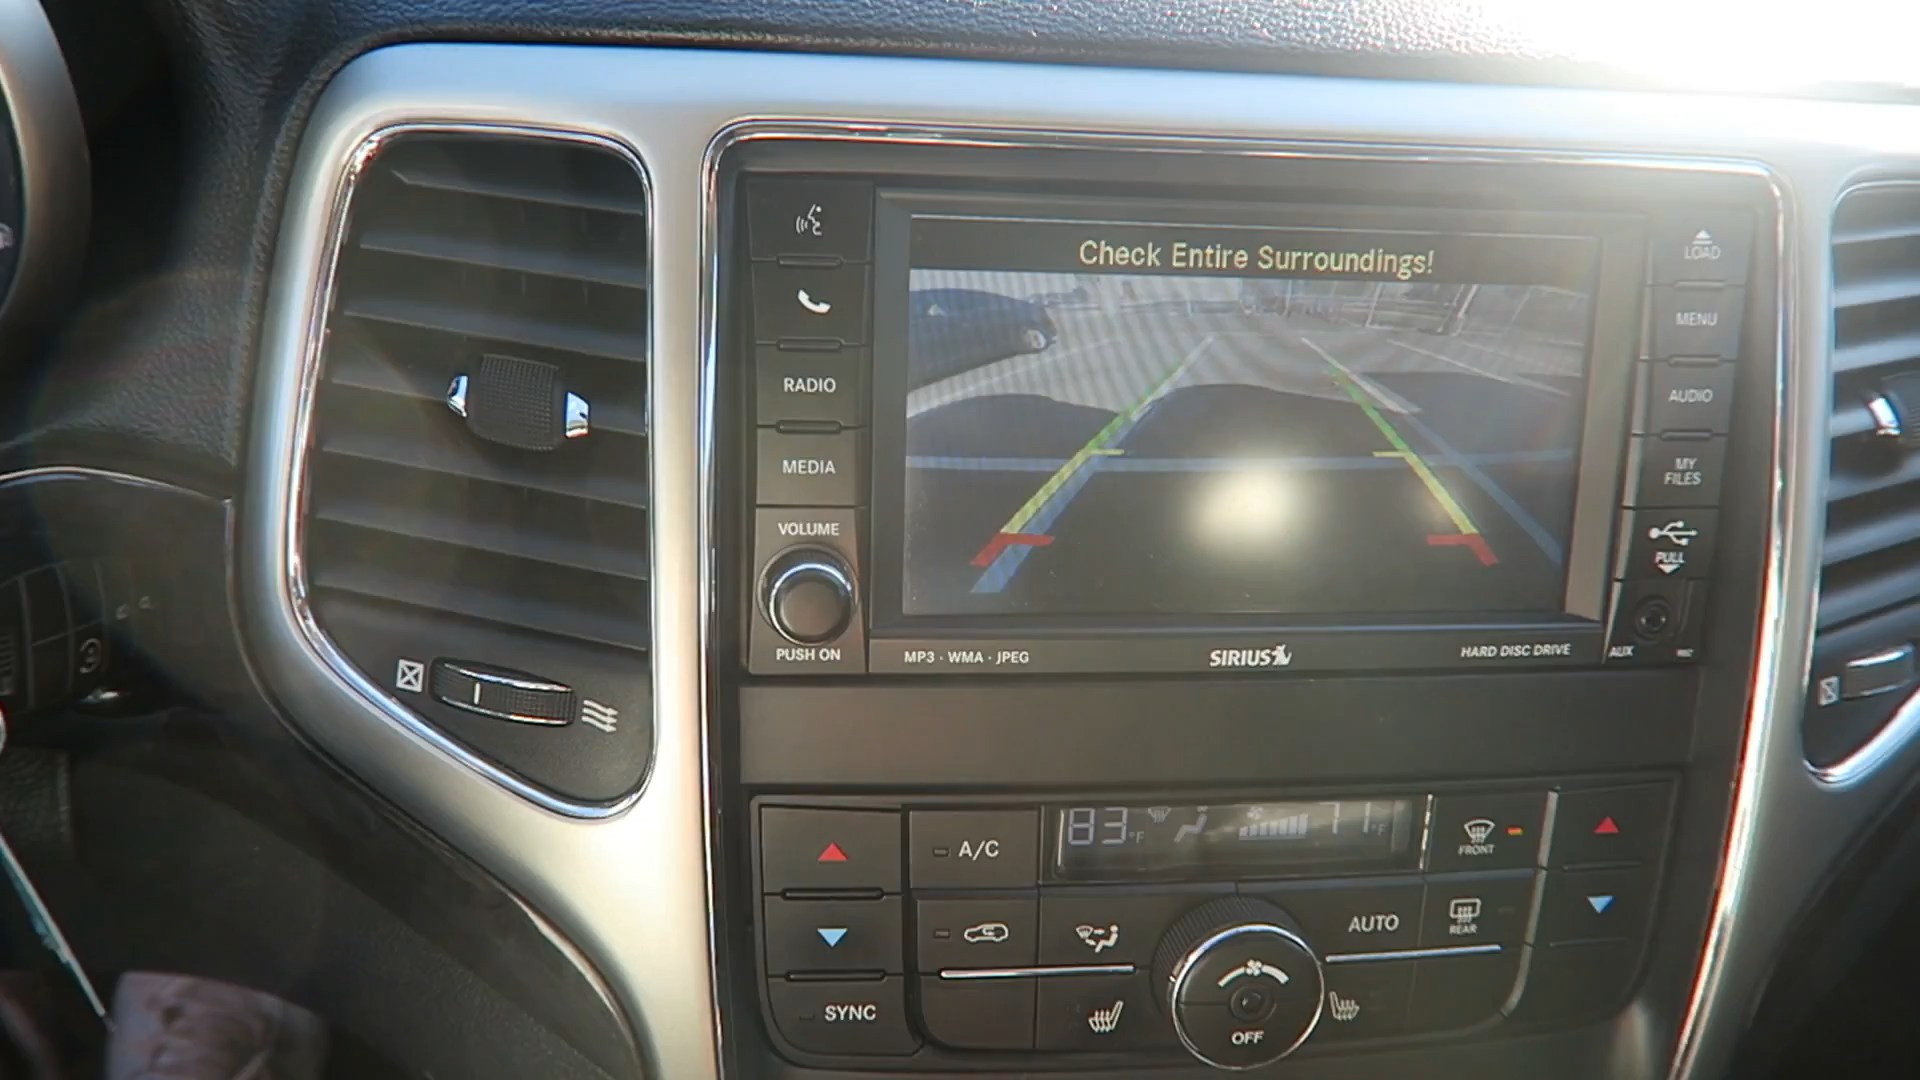 Check Entire Surroundings!
LOAD
MENU
RADIO
AUDIO
MEDIA
MY
FILES
VOLUME
PULL
PUSH ON
MP3 · WMA · JPEG
SIRIUS
HARD DISC DRIVE
AUX
83°F
71°F
A/C
FRONT
AUTO
REAR
SYNC
OFF